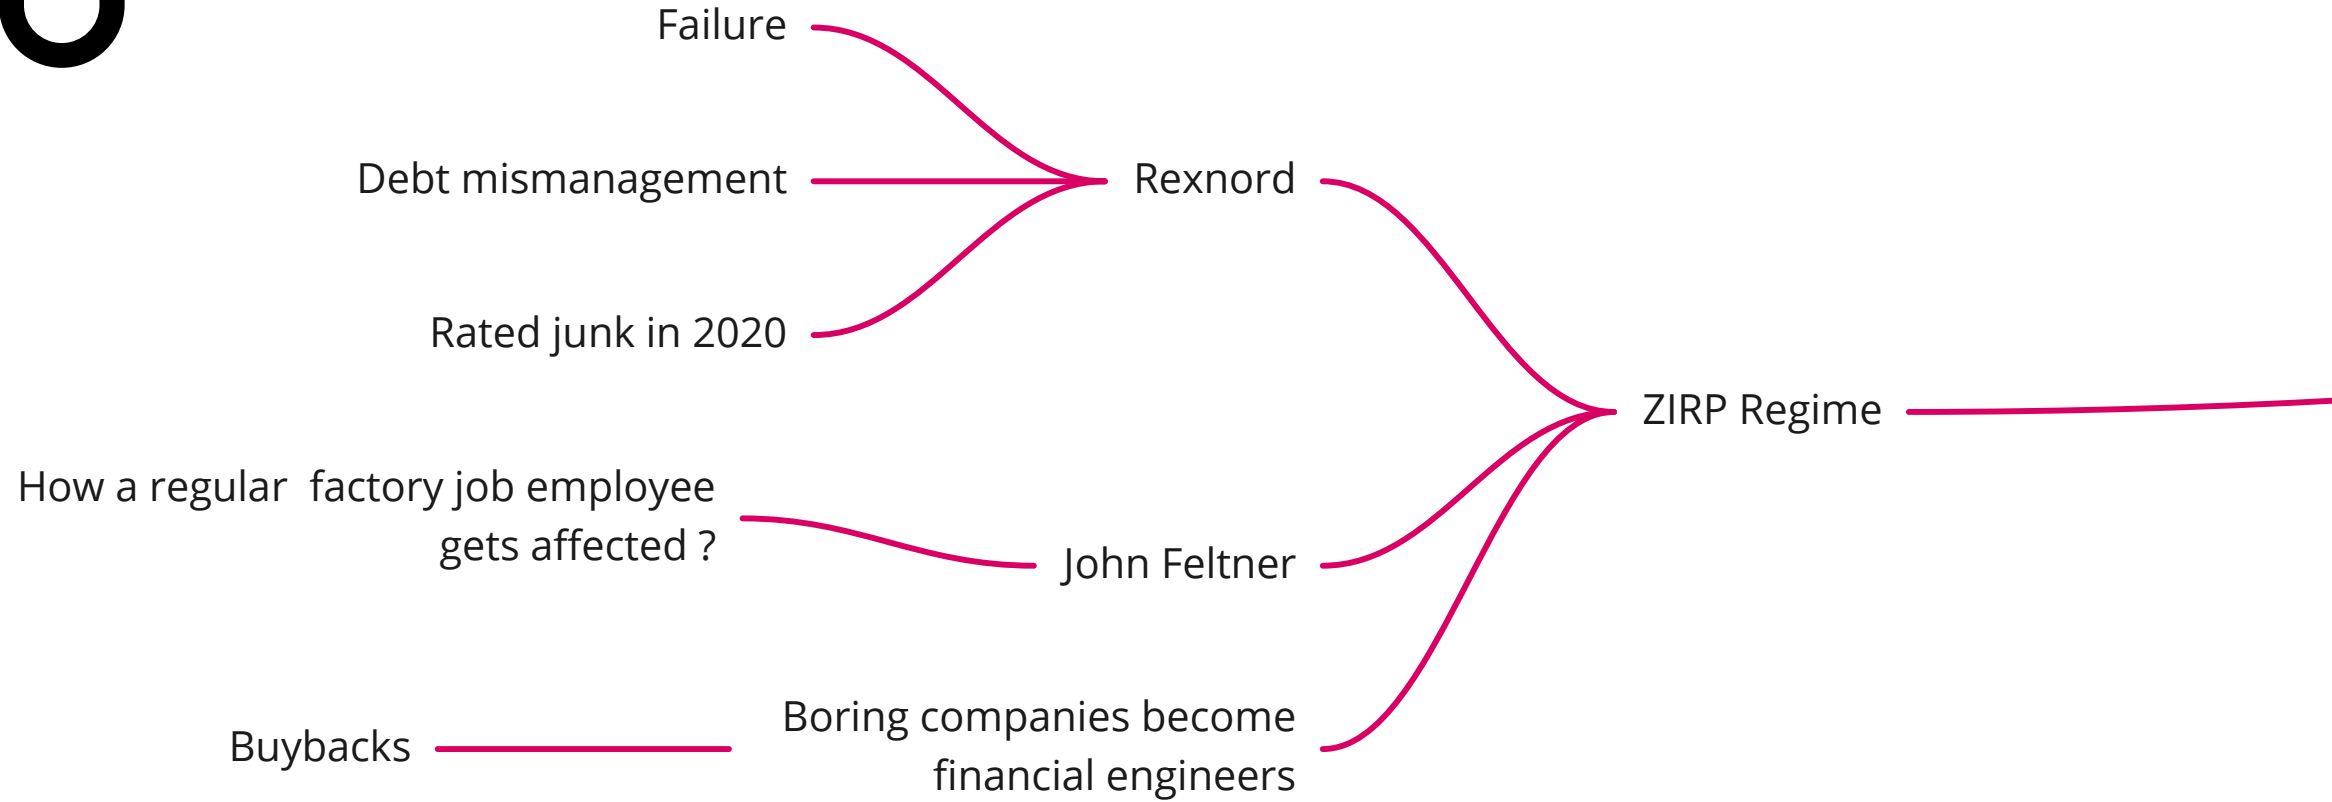 Failure
Debt mismanagement
Rexnord
Rated junk in 2020
ZIRP Regime
How a regular  factory job employee
gets affected ?
John Feltner
Boring companies become
financial engineers
Buybacks